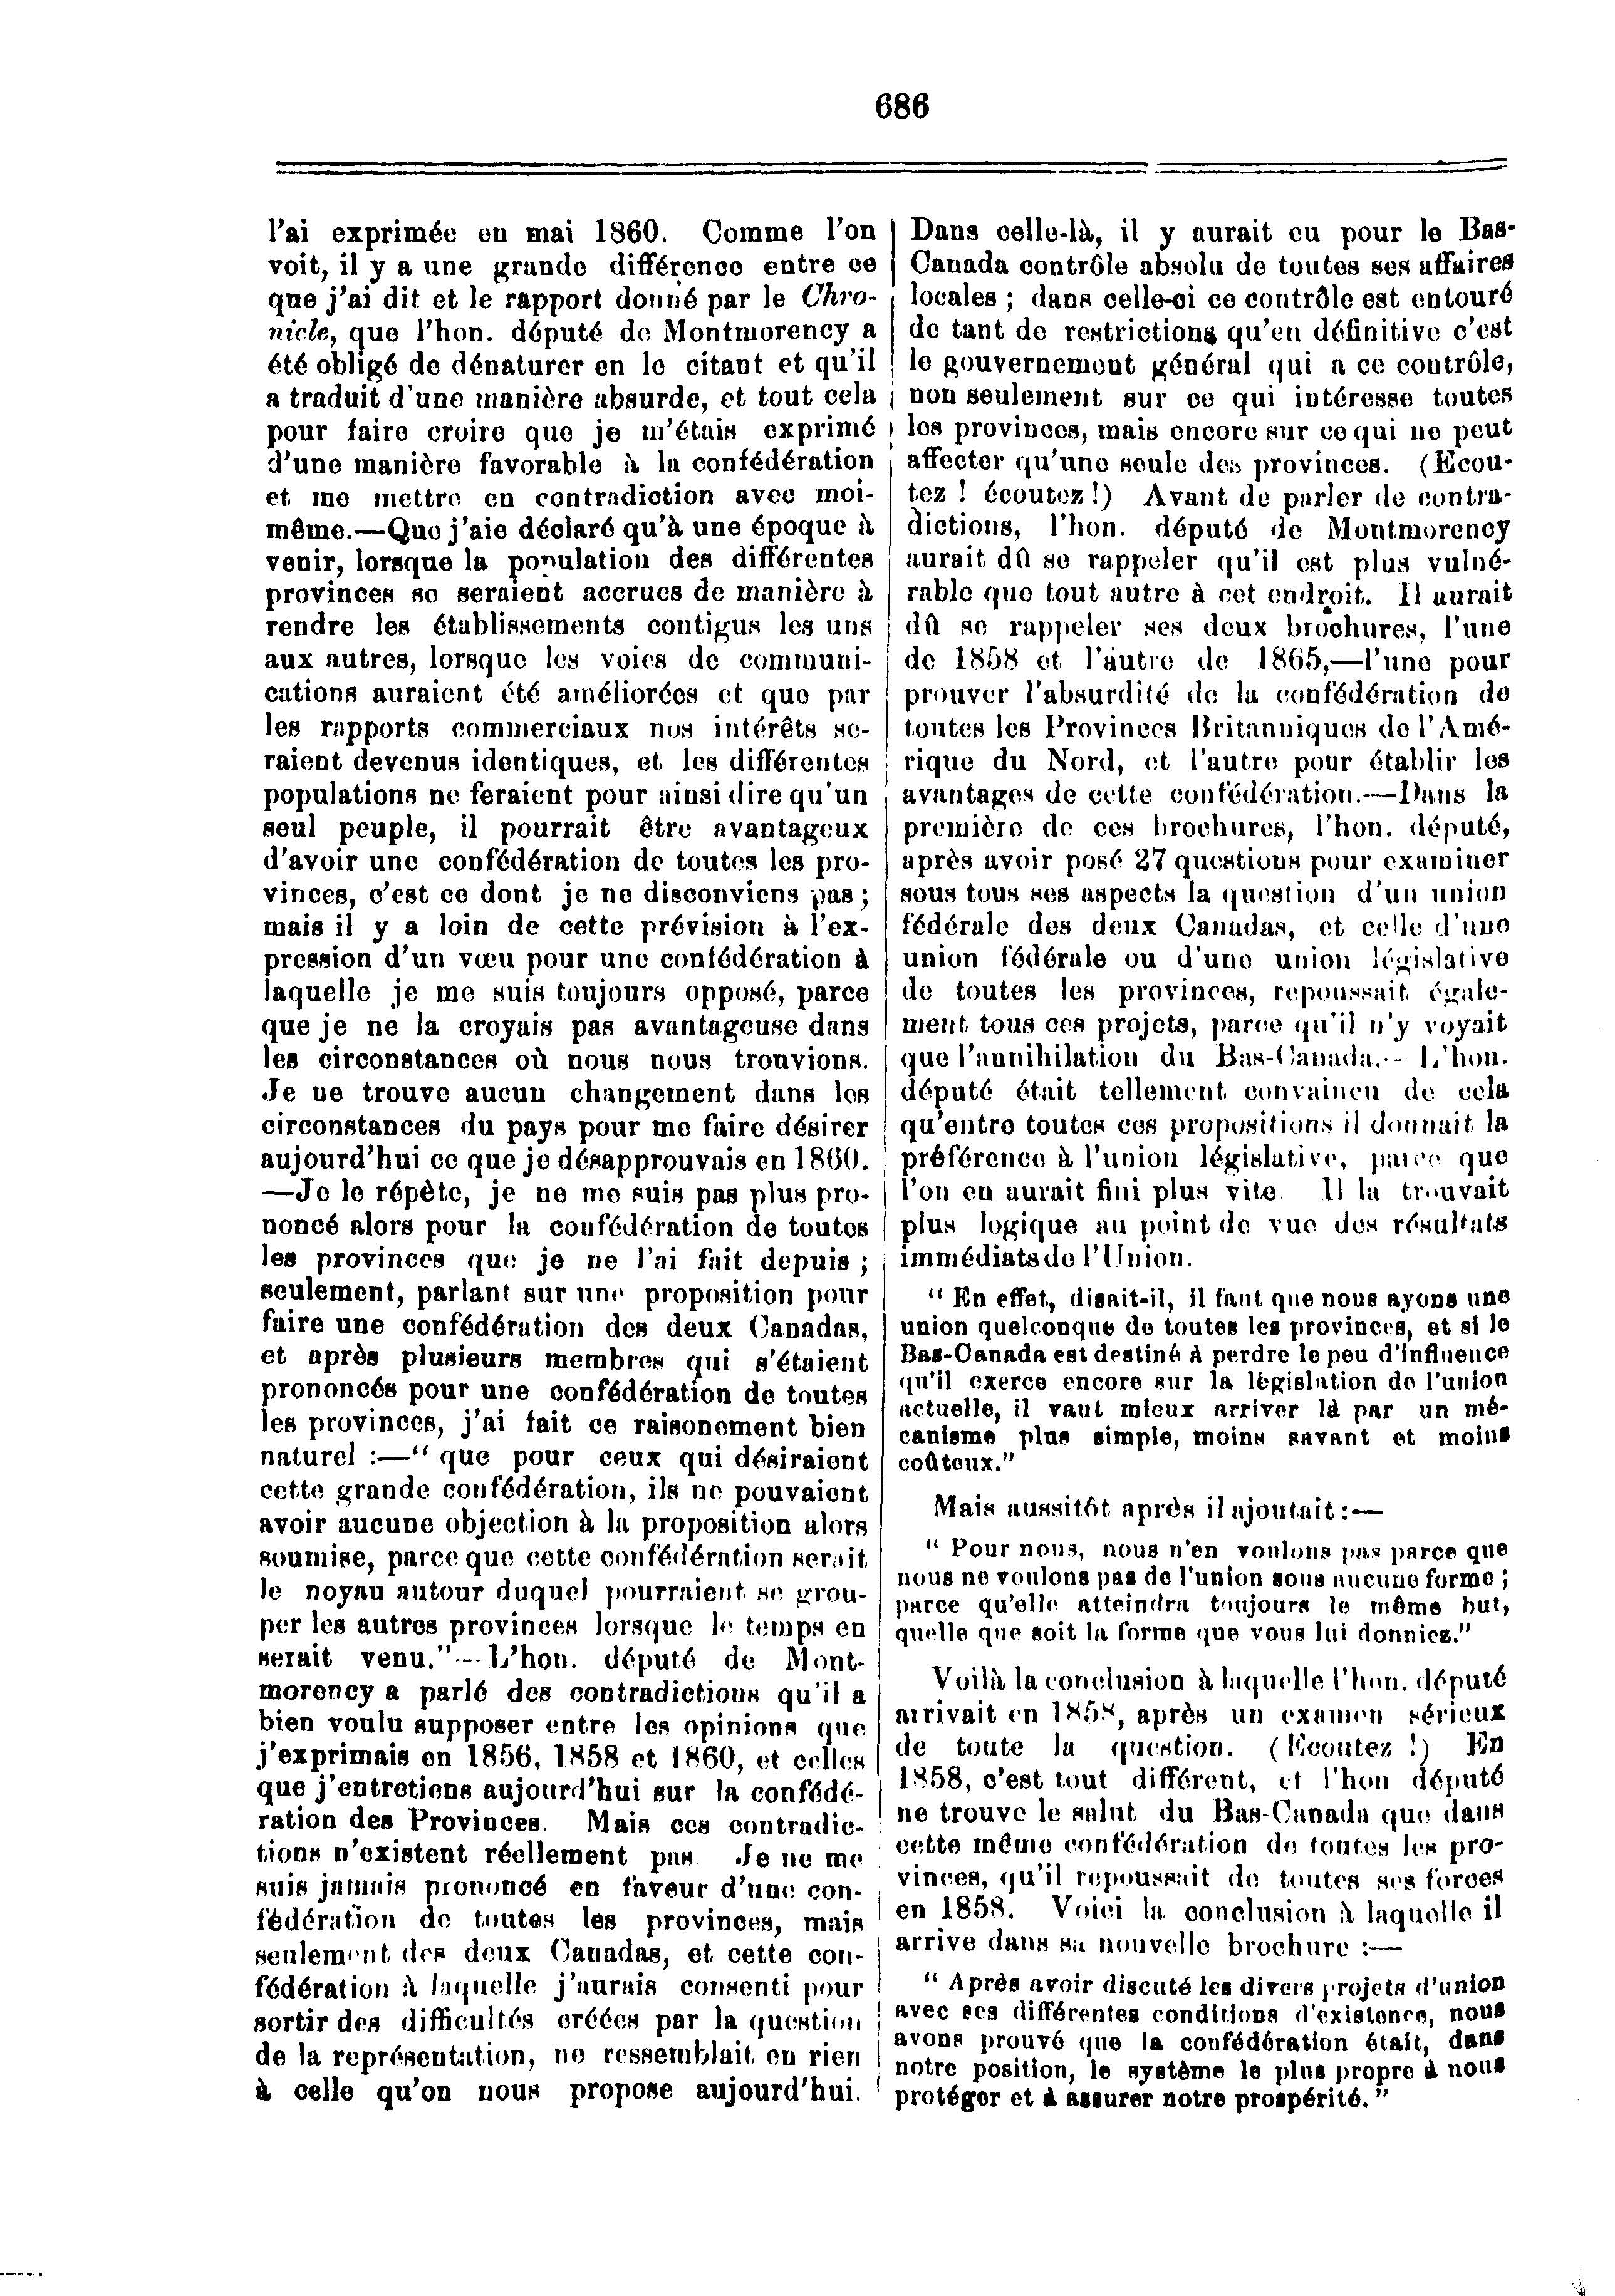 686
l'ai exprimée en mai 1860. Comme l'on
voit, il y a une grande différence entre ce
que j'ai dit et le rapport donné par le Chro-
nicle, que l'hon. député de Montmorency a
été obligé de dénaturer en le citant et qu'il
a traduit d'une manière absurde, et tout cela
pour faire croire que je m'étais exprimé
d'une manière favorable à la confédération
et me mettre en contradiction avec moi-
même.—Que j'aie déclaré qu'à une époque à
venir, lorsque la population des différentes
provinces se seraient accrues de manière à
rendre les établissements contigus les uns
aux autres, lorsque les voies de communi-
cations auraient été améliorées et que par
les rapports commerciaux nos intérêts se-
raient devenus identiques, et les différentes
populations ne feraient pour ainsi dire qu'un
seul peuple, il pourrait être avantageux
d'avoir une confédération de toutes les pro-
vinces, c'est ce dont je ne disconviens pas ;
mais il y a loin de cette prévision à l'ex-
pression d'un vœu pour une confédération à
laquelle je me suis toujours opposé, parce
que je ne la croyais pas avantageuse dans
les circonstances où nous nous trouvions.
Je ne trouve aucun changement dans les
circonstances du pays pour me faire désirer
aujourd'hui ce que je désapprouvais en 1860.
—Je le répète, je ne me suis pas plus pro-
noncé alors pour la confédération de toutes
les provinces que je ne l'ai fait depuis ;
seulement, parlant sur une proposition pour
faire une confédération des deux Canadas,
et après plusieurs membres qui s'étaient
prononcés pour une confédération de toutes
les provinces, j'ai fait ce raisonement bien
naturel :—" que pour ceux qui désiraient
cette grande confédération, ils ne pouvaient
avoir aucune objection à la proposition alors
soumise, parce que cette confédération serait
le noyau autour duquel pourraient se grou-
per les autres provinces lorsque le temps en
serait venu."—L'hon. député de Mont-
morency a parlé des contradictions qu'il a
bien voulu supposer entre les opinions que
j'exprimais en 1856, 1858 et 1860, et celles
que j'entretiens aujourd'hui sur la confédé-
ration des Provinces. Mais ces contradic-
tions n'existent réellement pas. Je ne me
suis jamais prononcé en faveur d'une con-
fédération de toutes les provinces, mais
seulement des deux Canadas, et cette con-
fédération à laquelle j'aurais consenti pour
sortir des difficultés créées par la question
de la représentation, ne ressemblait en rien
à celle qu'on nous propose aujourd'hui.
Dans celle-là, il y aurait eu pour le Bas-
Canada contrôle absolu de toutes ses affaires
locales ; dans celle-ci ce contrôle est entouré
de tant de restrictions qu'en définitive c'est
le gouvernement général qui a ce contrôle,
non seulement sur ce qui intéresse toutes
les provinces, mais encore sur ce qui ne peut
affecter qu'une seule des provinces. (Ecou-
tez ! écoutez !) Avant de parler de contra-
dictions, l'hon. député de Montmorency
aurait dû se rappeler qu'il est plus vulné-
rable que tout autre à cet endroit. Il aurait
dû se rappeler ses deux brochures, l'une
de 1858 et l'autre de 1865,—l'une pour
prouver l'absurdité de la confédération de
toutes les Provinces Britanniques de l'Amé-
rique du Nord, et l'autre pour établir les
avantages de cette confédération.—Dans la
première de ces brochures, l'hon. député,
après avoir posé 27 questions pour examiner
sous tous ses aspects la question d'un union
fédérale des deux Canadas, et celle d'une
union fédérale ou d'une union législative
de toutes les provinces, repoussait égale-
ment tous ces projets, parce qu'il n'y voyait
que l'annihilation du Bas-Canada.-- L'hon.
député était tellement convaincu de cela
qu'entre toutes ces propositions il donnait la
préférence à l'union législative, parce que
l'on en aurait fini plus vite. Il la trouvait
plus logique au point de vue des résultats
immédiats de l'Union.
" En effet, disait-il, il faut que nous ayons une
union quelconque de toutes les provinces, et si le
Bas-Canada est destiné à perdre le peu d'influence
qu'il exerce encore sur la législation de l'union
actuelle, il vaut mieux arriver là par un mé-
canisme plus simple, moins savant et moins
coûteux."
Mais aussitôt après il ajoutait :—
" Pour nous, nous n'en voulons pas parce que
nous ne voulons pas de l'union sous aucune forme ;
parce qu'elle atteindra toujours le même but,
quelle que soit la forme que vous lui donniez."
Voilà la conclusion à laquelle l'hon. député
arrivait en 1858, après un examen sérieux
de toute la question. (Ecoutez !) En
1858, c'est tout différent, et l'hon député
ne trouve le salut du Bas-Canada que dans
cette même confédération de toutes les pro-
vinces, qu'il repoussait de toutes ses forces
en 1858. Voici la conclusion à laquelle il
arrive dans sa nouvelle brochure :—
" Après avoir discuté les divers projets d'union
avec ses différentes conditions d'existence, nous
avons prouvé que la confédération était, dans
notre position, le système le plus propre à nous
protéger et à assurer notre prospérité."